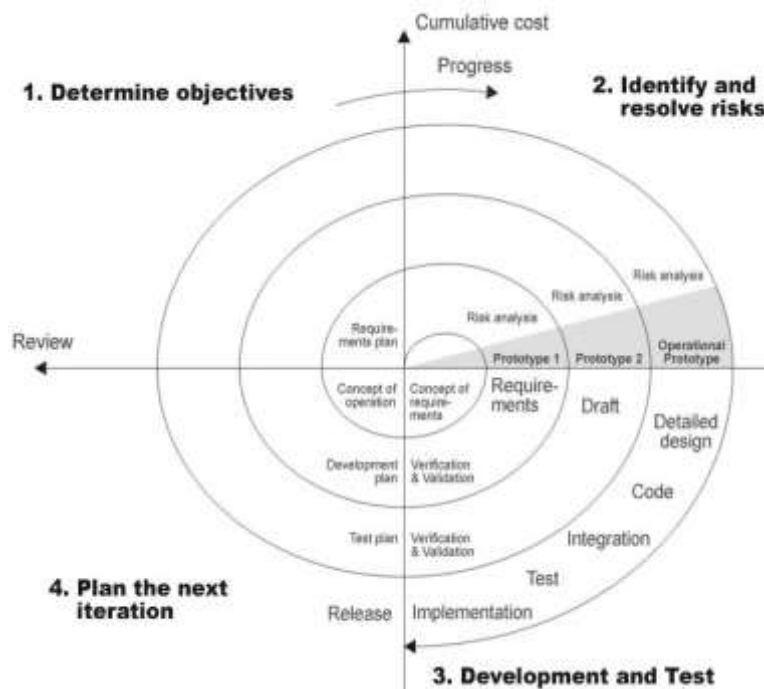 Cumulative cost
Progress
1. Determine objectives
2. Identify and
resolve risks
Risk analysis
Risk analysis
Risk analysis
Require-
ments plan
Review
Prototype 1
Prototype 2
Operational
Prototype
Concept of
operation
Concept of
require-
ments
Require-
ments
Draft
Detailed
design
Development
plan
Verification
& Validation
Code
Test plan
Verification
& Validation
Integration
Test
4. Plan the next
iteration
Release
Implementation
3. Development and Test